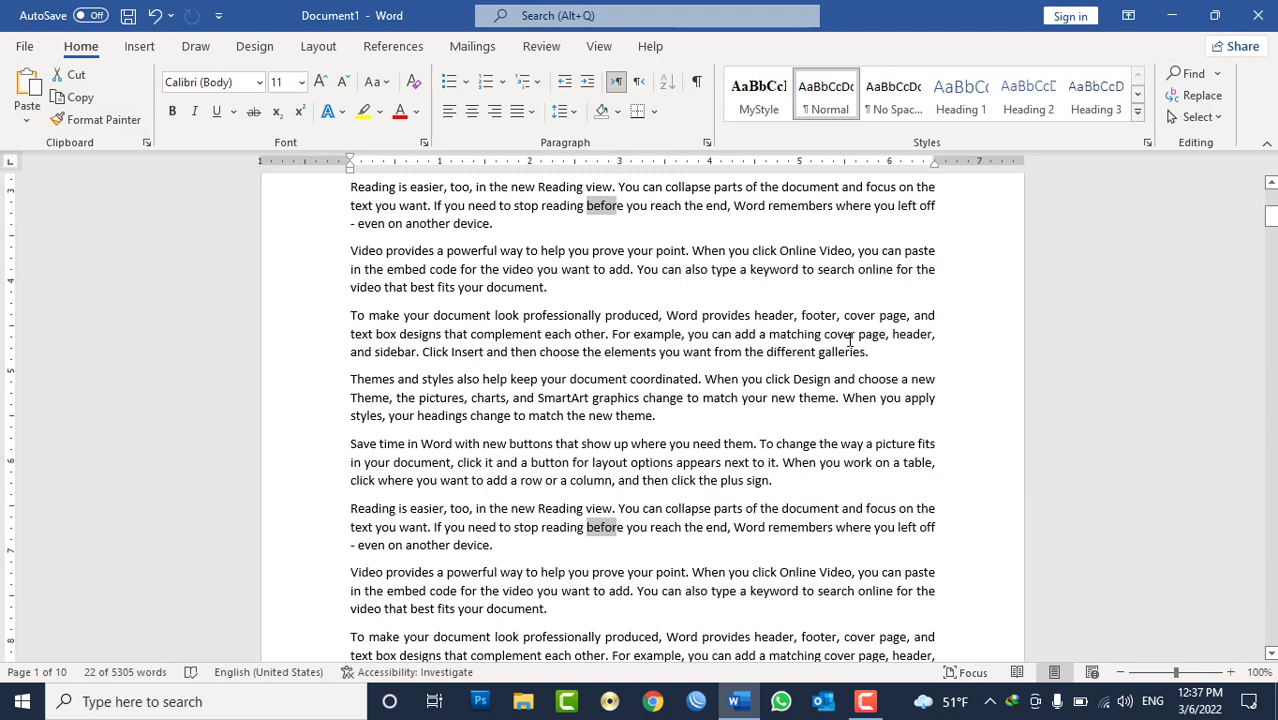 AutoSave Off Document1 - Word Search (Alt+Q) Sign in
File Home Insert Draw Design Layout References Mailings Review View Help Share
Paste Cut Copy Format Painter
Calibri (Body) 11
MyStyle ¶ Normal ¶ No Spac... Heading 1 Heading 2 Heading 3
Find Replace Select
Clipboard Font Paragraph Styles Editing
Reading is easier, too, in the new Reading view. You can collapse parts of the document and focus on the
text you want. If you need to stop reading before you reach the end, Word remembers where you left off
- even on another device.
Video provides a powerful way to help you prove your point. When you click Online Video, you can paste
in the embed code for the video you want to add. You can also type a keyword to search online for the
video that best fits your document.
To make your document look professionally produced, Word provides header, footer, cover page, and
text box designs that complement each other. For example, you can add a matching cover page, header,
and sidebar. Click Insert and then choose the elements you want from the different galleries.
Themes and styles also help keep your document coordinated. When you click Design and choose a new
Theme, the pictures, charts, and SmartArt graphics change to match your new theme. When you apply
styles, your headings change to match the new theme.
Save time in Word with new buttons that show up where you need them. To change the way a picture fits
in your document, click it and a button for layout options appears next to it. When you work on a table,
click where you want to add a row or a column, and then click the plus sign.
Reading is easier, too, in the new Reading view. You can collapse parts of the document and focus on the
text you want. If you need to stop reading before you reach the end, Word remembers where you left off
- even on another device.
Video provides a powerful way to help you prove your point. When you click Online Video, you can paste
in the embed code for the video you want to add. You can also type a keyword to search online for the
video that best fits your document.
To make your document look professionally produced, Word provides header, footer, cover page, and
text box designs that complement each other. For example, you can add a matching cover page, header,
Page 1 of 10 22 of 5305 words English (United States) Accessibility: Investigate Focus 100%
Type here to search 51°F ENG 12:37 PM
3/6/2022